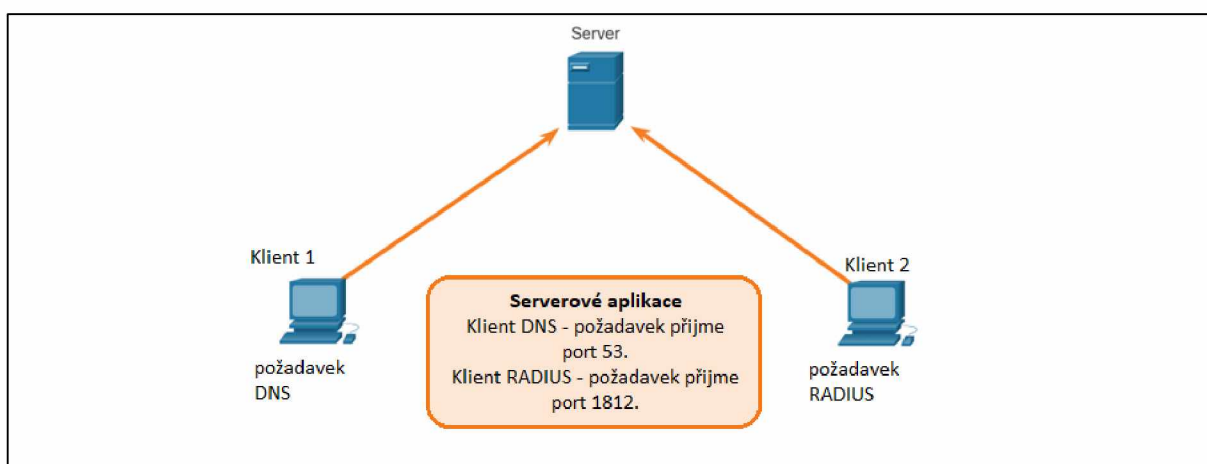 Server
Klient 1
Klient 2
Serverové aplikace
Klient DNS - požadavek přijme
port 53.
Klient RADIUS - požadavek přijme
port 1812.
požadavek
DNS
požadavek
RADIUS